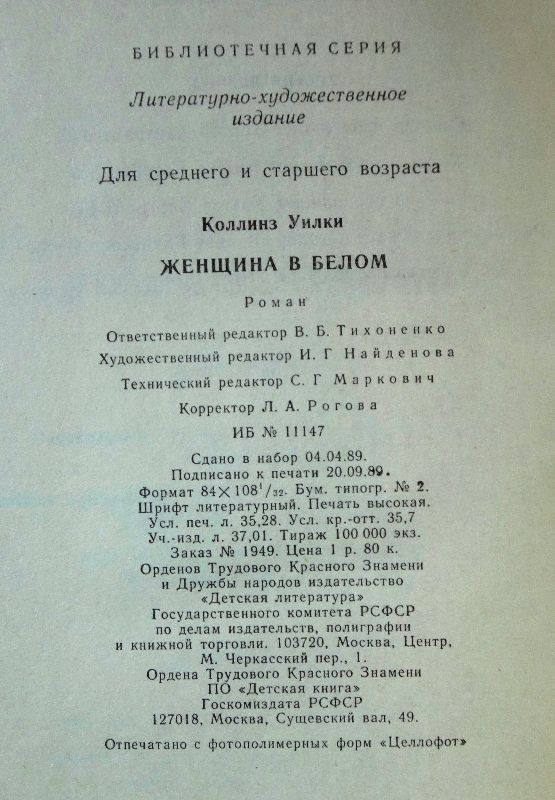 БИБЛИОТЕЧНАЯ СЕРИЯ
Литературно-художественное
издание
Для среднего и старшего возраста
Коллинз Уилки
ЖЕНЩИНА В БЕЛОМ
Роман
Ответственный редактор В. Б. Тихоненко
Художественный редактор И. Г Найденова
Технический редактор С. Г Маркович
Корректор Л. А. Рогова
ИБ № 11147
Сдано в набор 04.04.89.
Подписано к печати 20.09.89.
Формат 84×108¹/₃₂. Бум. типогр. № 2.
Шрифт литературный. Печать высокая.
Усл. печ. л. 35,28. Усл. кр.-отт. 35,7
Уч.-изд. л. 37,01. Тираж 100 000 экз.
Заказ № 1949. Цена 1 р. 80 к.
Орденов Трудового Красного Знамени
и Дружбы народов издательство
«Детская литература»
Государственного комитета РСФСР
по делам издательств, полиграфии
и книжной торговли. 103720, Москва, Центр,
М. Черкасский пер., 1.
Ордена Трудового Красного Знамени
ПО «Детская книга»
Госкомиздата РСФСР
127018, Москва, Сущевский вал, 49.
Отпечатано с фотополимерных форм «Целлофот»